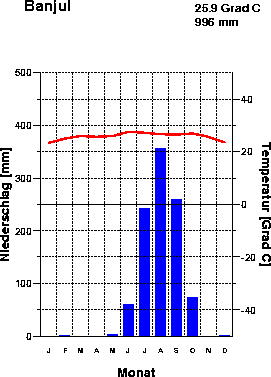 Banjul
25.9 Grad C
996 mm
500
400
300
200
100
0
Niederschlag [mm]
40
20
0
-20
-40
Temperatur [Grad C]
J F M A M J J A S O N D
Monat